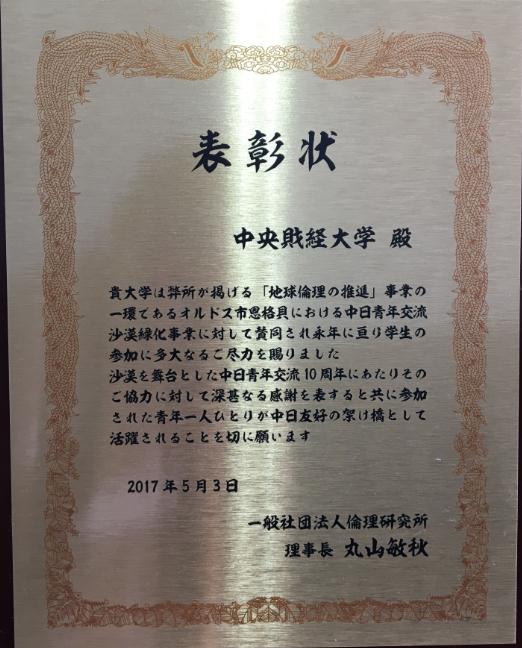 表彰状
中央財経大学 殿
貴大学は弊所が掲げる「地球倫理の推進」事業の
一環であるオルドス市恩格貝における中日青年交流
沙漠緑化事業に対して賛同され永年に亘り学生の
参加に多大なるご尽力を賜りました
沙漠を舞台とした中日青年交流10周年にあたりその
ご協力に対して深甚なる感謝を表すると共に参加
された青年一人ひとりが中日友好の架け橋として
活躍されることを切に願います
2017年5月3日
一般社団法人倫理研究所
理事長 丸山敏秋